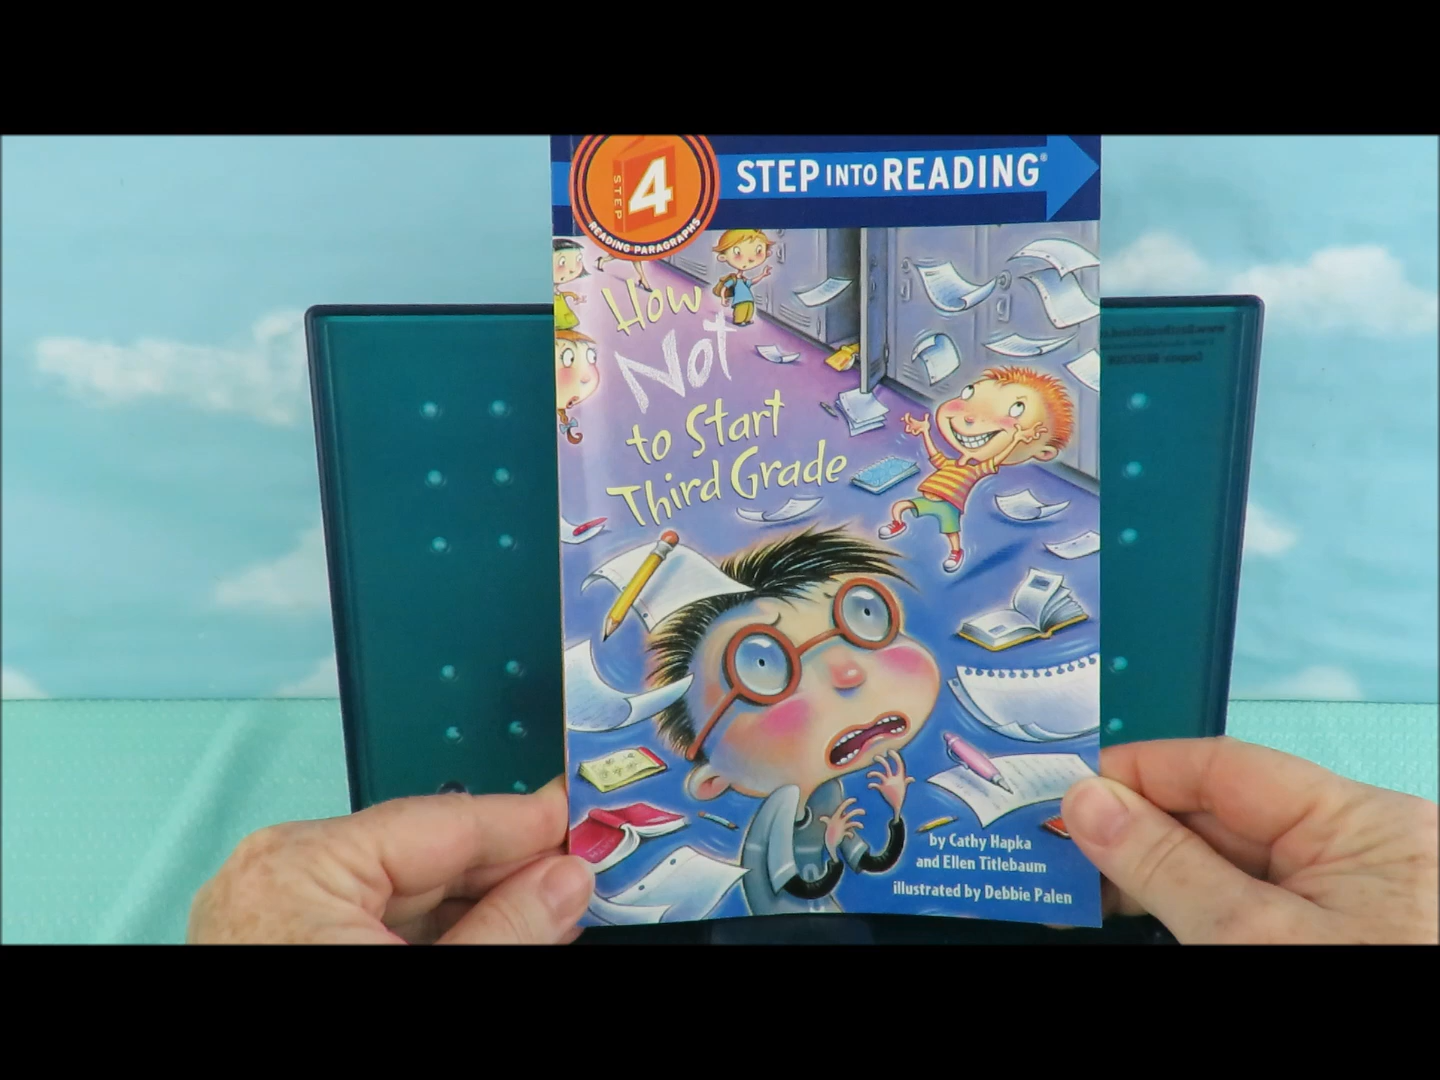 STEP 4
READING PARAGRAPHS
STEP INTO READING®
How
Not
to Start
Third Grade
by Cathy Hapka
and Ellen Titlebaum
illustrated by Debbie Palen